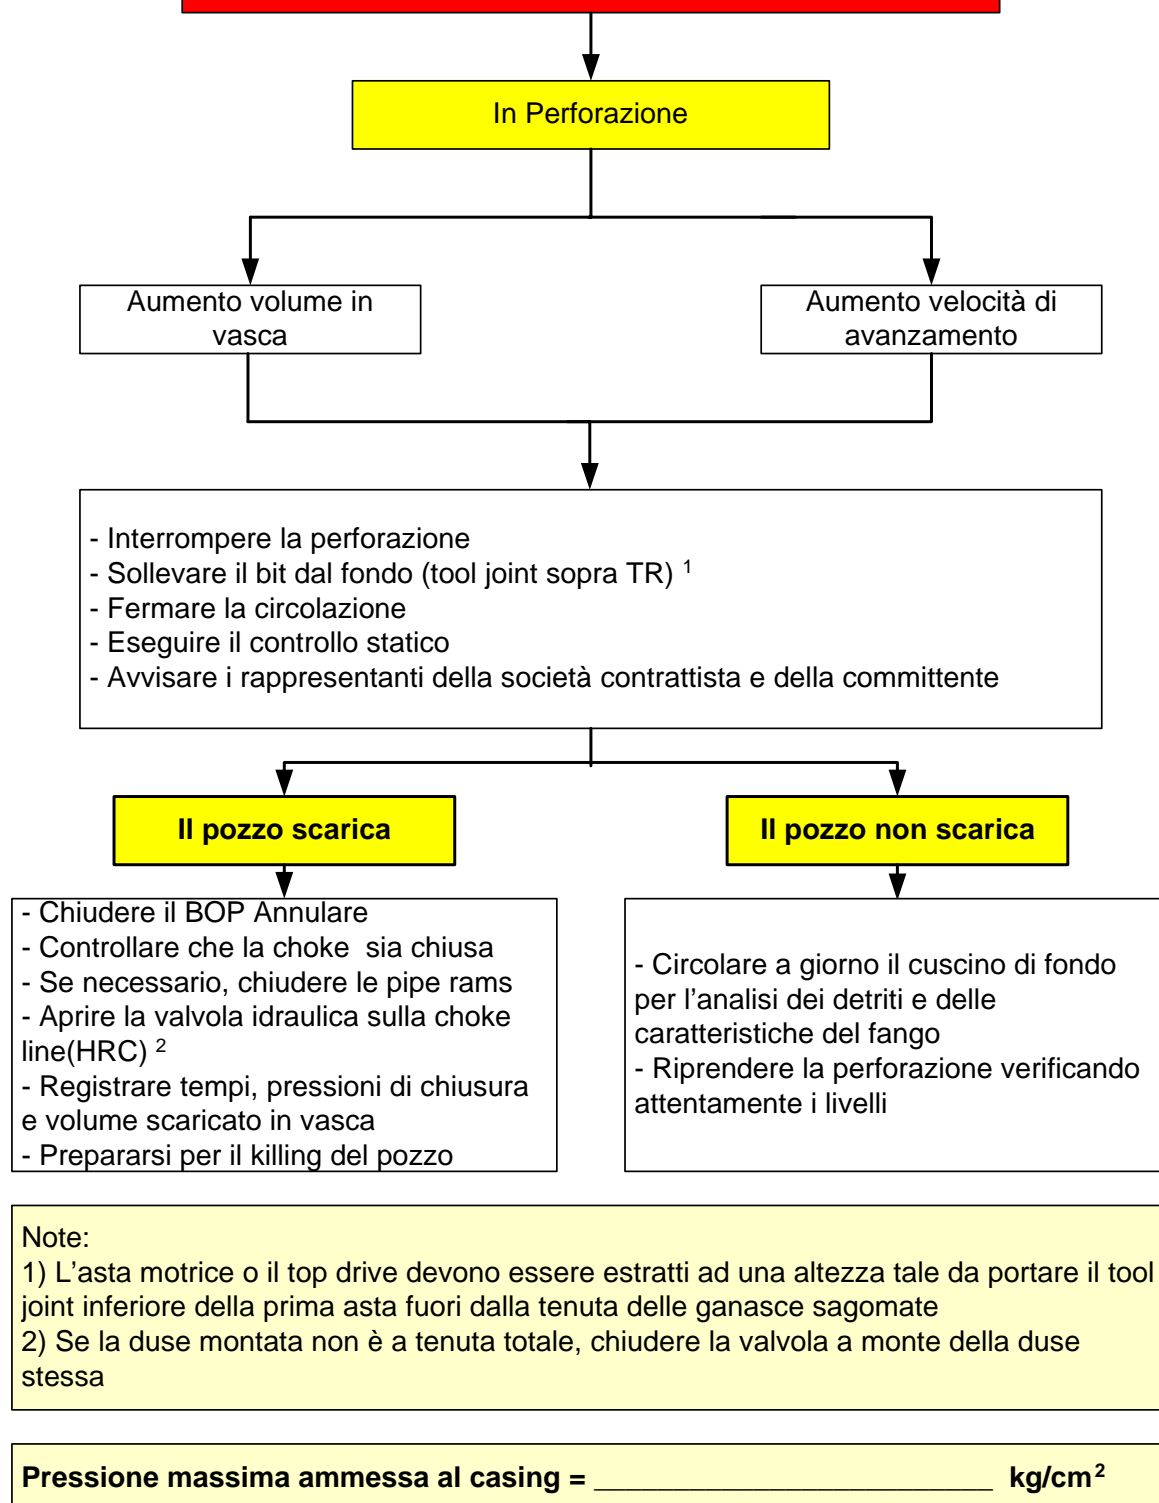 In Perforazione
Aumento volume in
vasca
Aumento velocità di
avanzamento
- Interrompere la perforazione
- Sollevare il bit dal fondo (tool joint sopra TR) ¹
- Fermare la circolazione
- Eseguire il controllo statico
- Avvisare i rappresentanti della società contrattista e della committente
Il pozzo scarica
Il pozzo non scarica
- Chiudere il BOP Annulare
- Controllare che la choke  sia chiusa
- Se necessario, chiudere le pipe rams
- Aprire la valvola idraulica sulla choke
line(HRC) ²
- Registrare tempi, pressioni di chiusura
e volume scaricato in vasca
- Prepararsi per il killing del pozzo
- Circolare a giorno il cuscino di fondo
per l’analisi dei detriti e delle
caratteristiche del fango
- Riprendere la perforazione verificando
attentamente i livelli
Note:
1) L’asta motrice o il top drive devono essere estratti ad una altezza tale da portare il tool
joint inferiore della prima asta fuori dalla tenuta delle ganasce sagomate
2) Se la duse montata non è a tenuta totale, chiudere la valvola a monte della duse
stessa
Pressione massima ammessa al casing = _________________________ kg/cm²